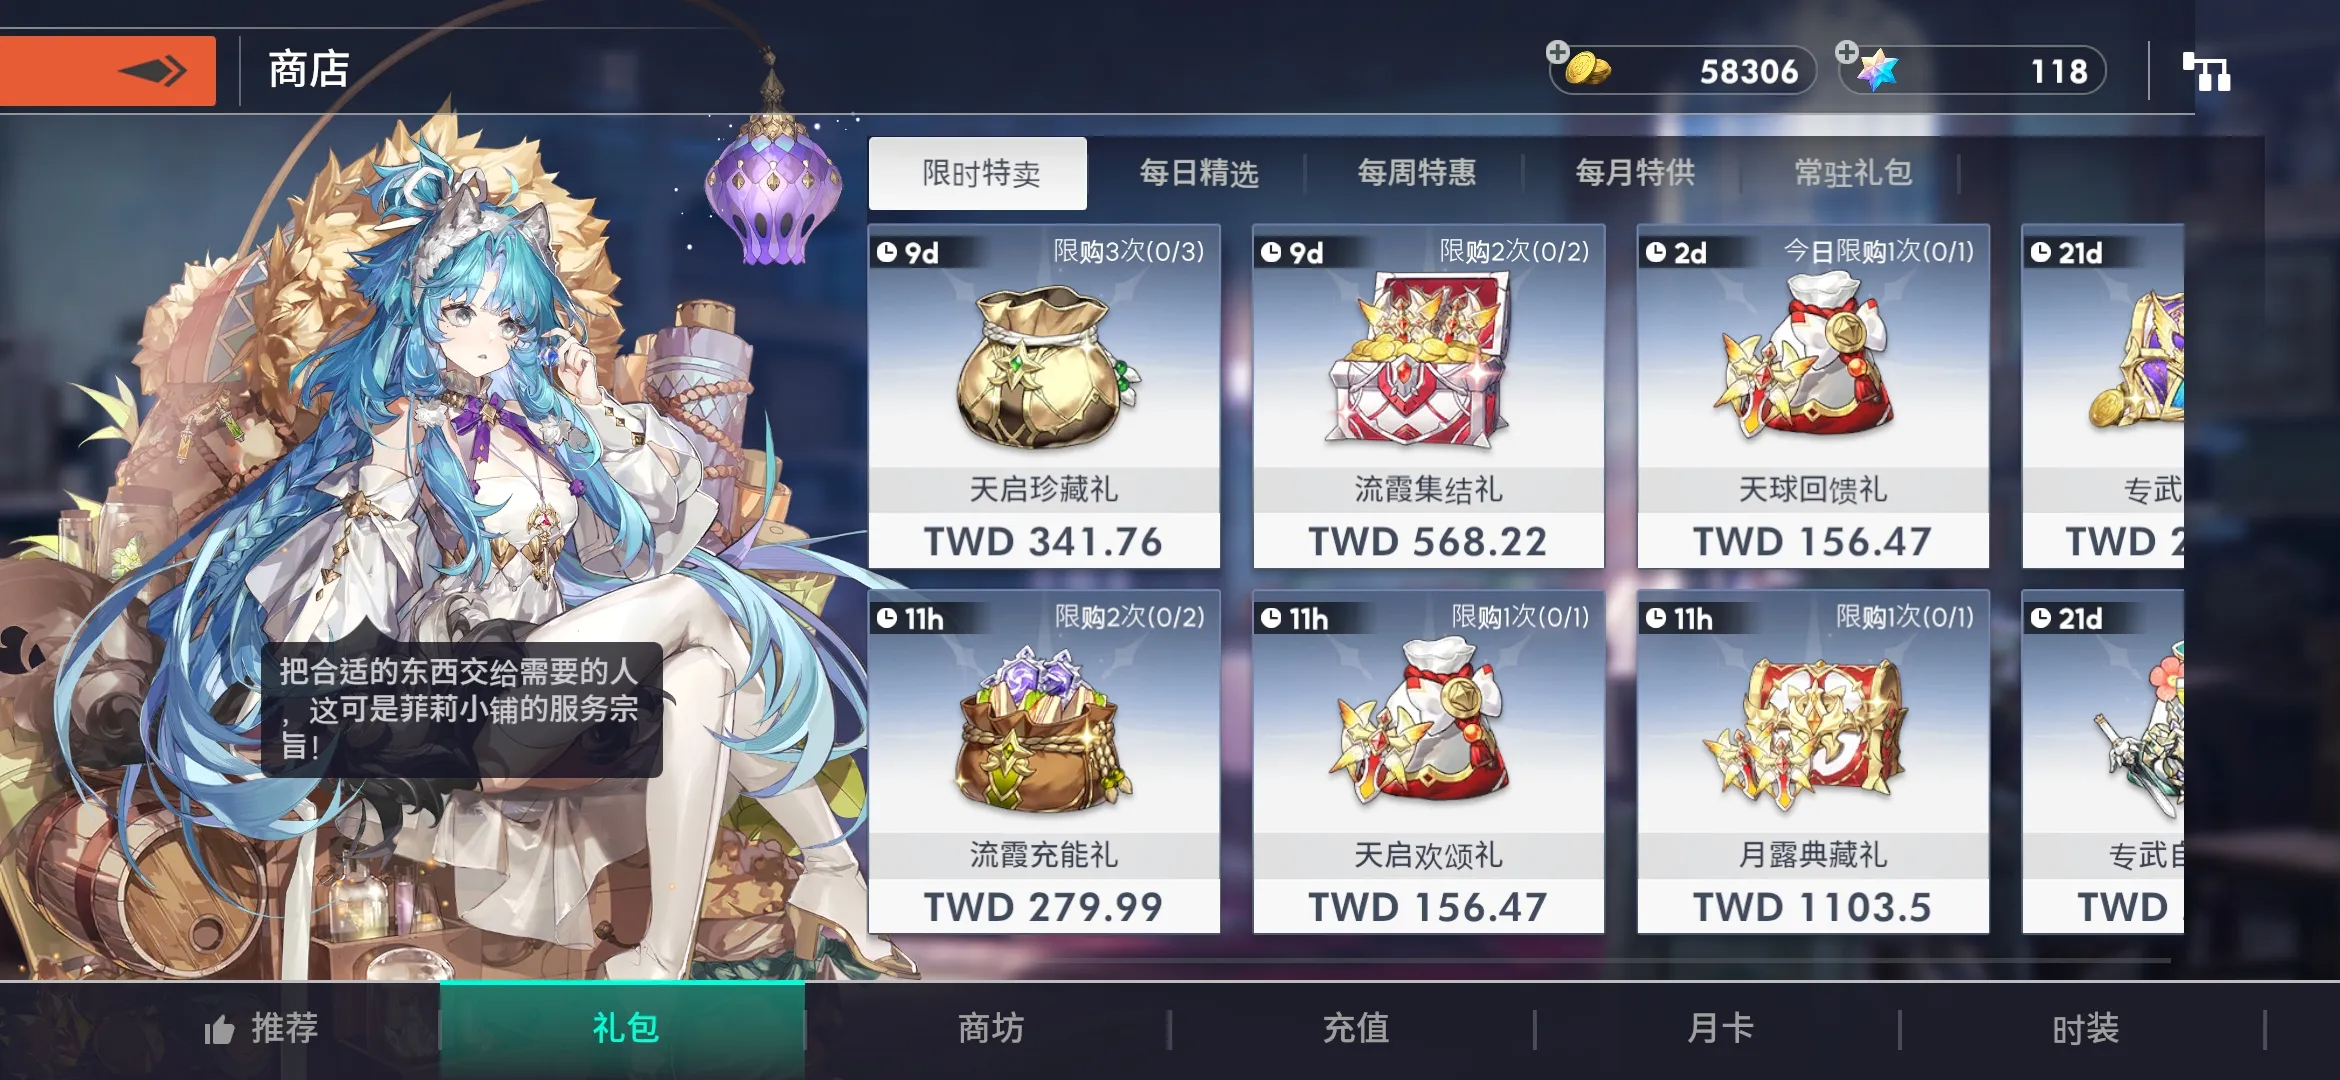 商店
58306
118
限时特卖
每日精选
每周特惠
每月特供
常驻礼包
9d
限购3次(0/3)
天启珍藏礼
TWD 341.76
9d
限购2次(0/2)
流霞集结礼
TWD 568.22
2d
今日限购1次(0/1)
天球回馈礼
TWD 156.47
21d
专武
TWD 2
11h
限购2次(0/2)
流霞充能礼
TWD 279.99
11h
限购1次(0/1)
天启欢颂礼
TWD 156.47
11h
限购1次(0/1)
月露典藏礼
TWD 1103.5
21d
专武自
TWD
把合适的东西交给需要的人
，这可是菲莉小铺的服务宗
旨！
推荐
礼包
商坊
充值
月卡
时装